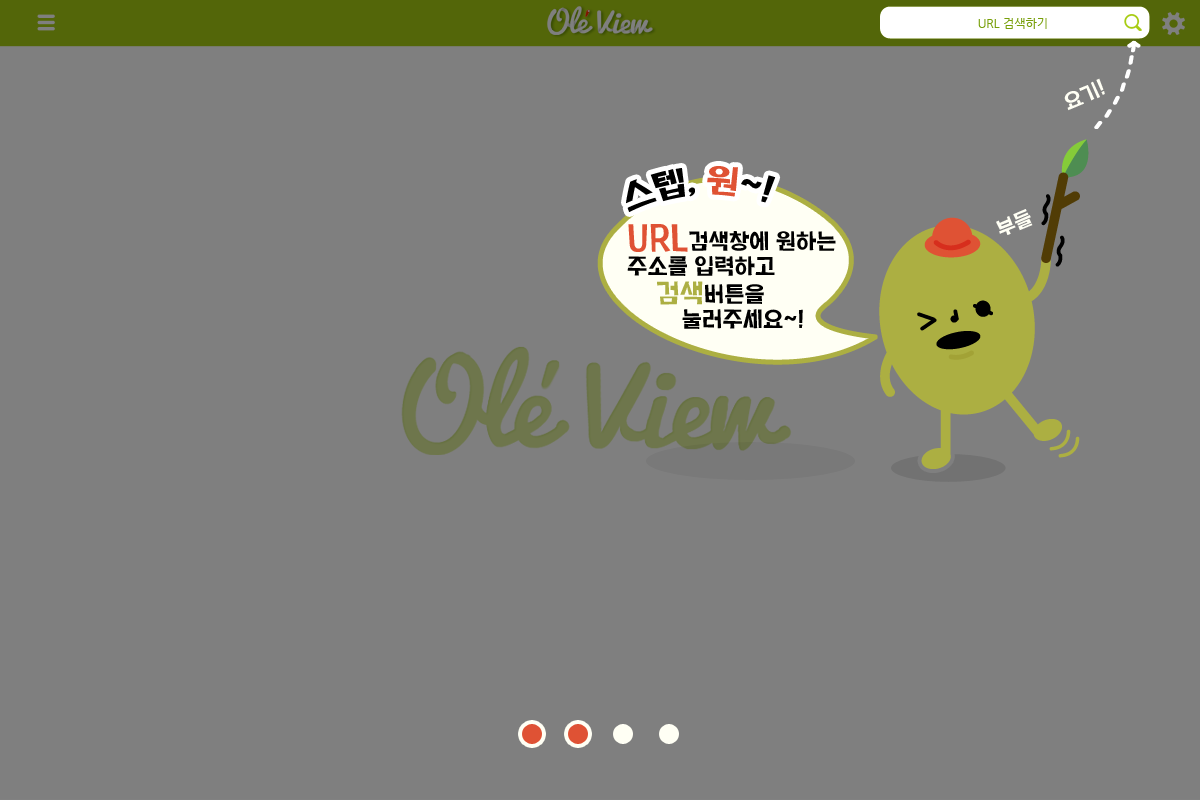 Olé View
URL 검색하기
요기!
스텝, 원~!
부들
URL검색창에 원하는
주소를 입력하고
검색버튼을
눌러주세요~!
Olé View